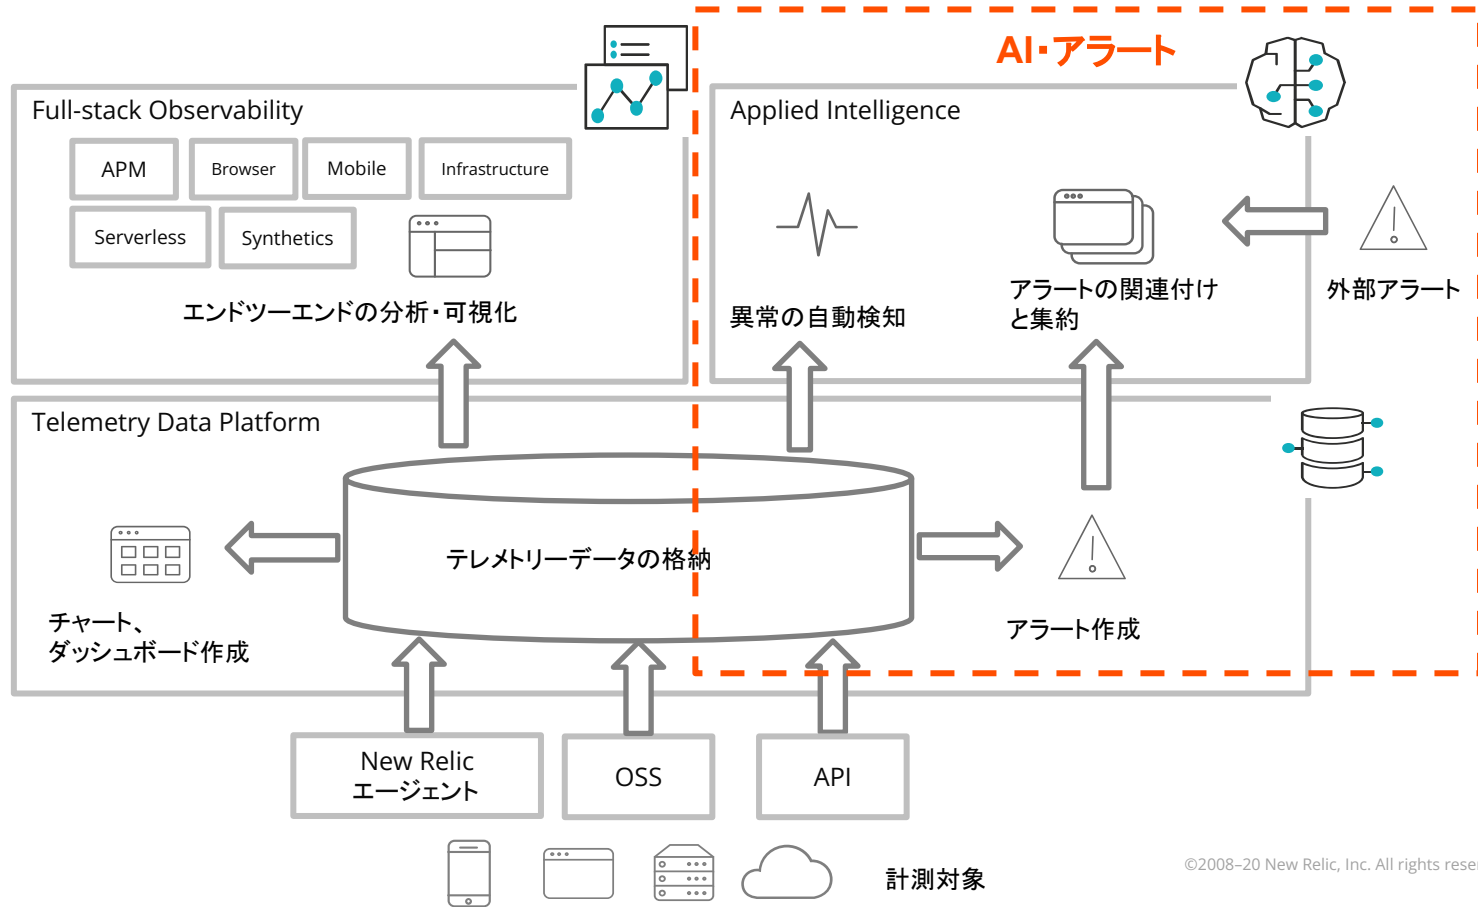 AI・アラート
Full-stack Observability
APM
Browser
Mobile
Infrastructure
Serverless
Synthetics
エンドツーエンドの分析・可視化
Applied Intelligence
異常の自動検知
アラートの関連付け
と集約
外部アラート
Telemetry Data Platform
テレメトリーデータの格納
チャート、
ダッシュボード作成
アラート作成
New Relic
エージェント
OSS
API
計測対象
©2008–20 New Relic, Inc. All rights reser